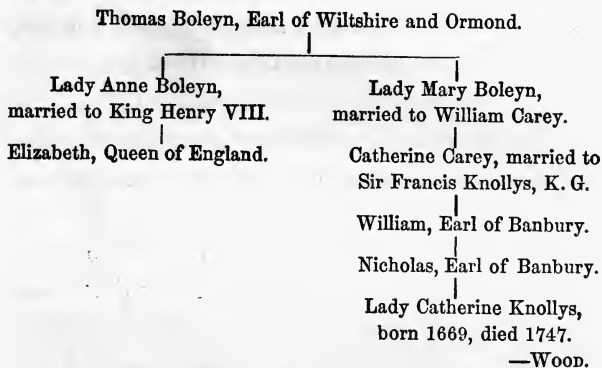 Thomas Boleyn, Earl of Wiltshire and Ormond.
Lady Anne Boleyn,
married to King Henry VIII.
Elizabeth, Queen of England.
Lady Mary Boleyn,
married to William Carey.
Catherine Carey, married to
Sir Francis Knollys, K. G.
William, Earl of Banbury.
Nicholas, Earl of Banbury.
Lady Catherine Knollys,
born 1669, died 1747.
—WOOD.